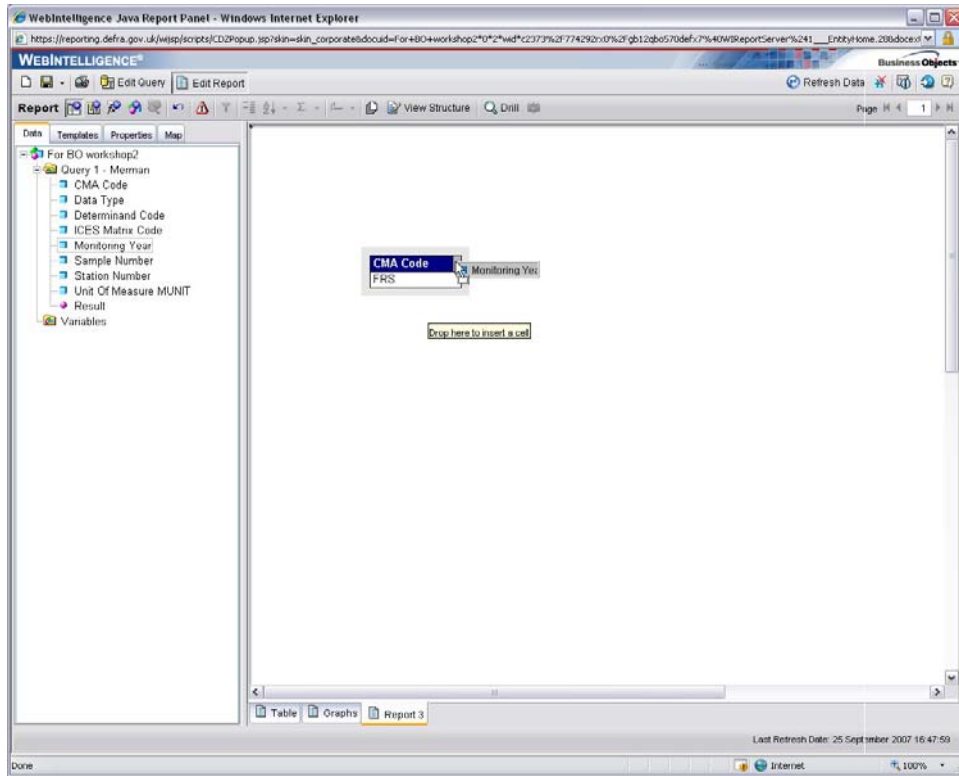 WebIntelligence Java Report Panel - Windows Internet Explorer
WEBINTELLIGENCE®
Business Objects
Edit Query Edit Report
Refresh Data
Report
View Structure Drill
Page 1
Data Templates Properties Map
For BO workshop2
Query 1 - Merman
CMA Code
Data Type
Determinand Code
ICES Matrix Code
Monitoring Year
Sample Number
Station Number
Unit Of Measure MUNIT
Result
Variables
CMA Code
Monitoring Yea
FRS
Drop here to insert a cell
Table Graphs Report 3
Last Refresh Date: 25 September 2007 16:47:59
Done
Internet
100%